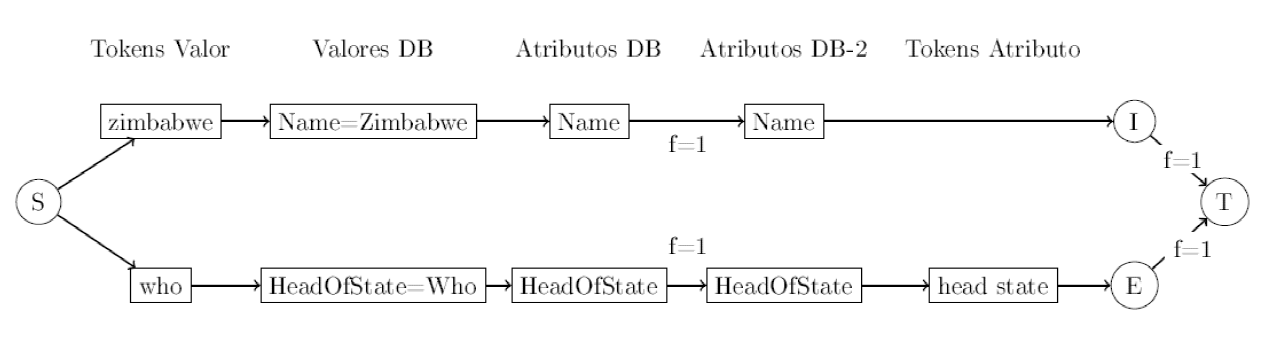 Tokens Valor Valores DB Atributos DB Atributos DB-2 Tokens Atributo
zimbabwe Name=Zimbabwe Name Name I
f=1 f=1
S T
f=1 f=1
who HeadOfState=Who HeadOfState HeadOfState head state E